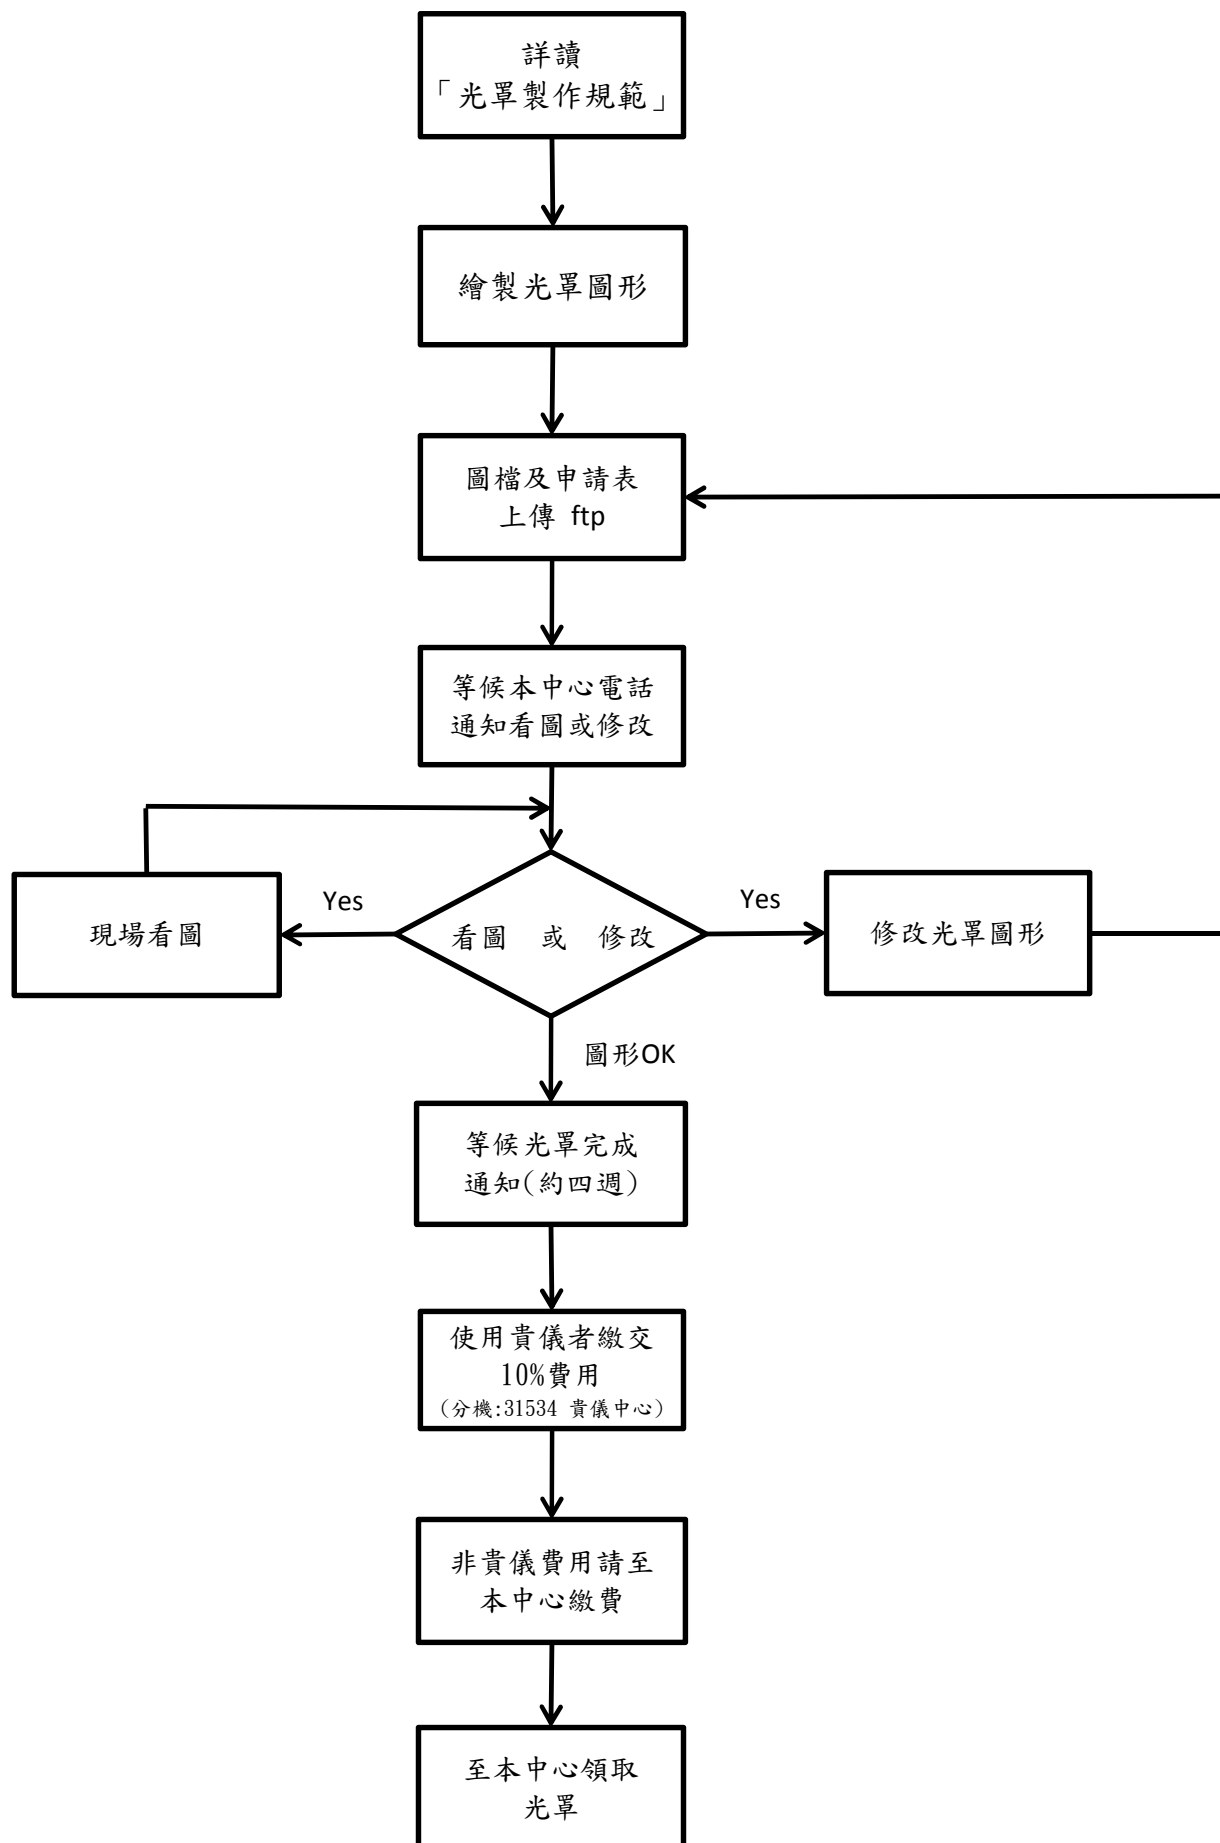 詳讀
「光罩製作規範」
繪製光罩圖形
圖檔及申請表
上傳 ftp
等候本中心電話
通知看圖或修改
現場看圖
Yes
看圖 或 修改
Yes
修改光罩圖形
圖形OK
等候光罩完成
通知(約四週)
使用貴儀者繳交
10%費用
(分機:31534 貴儀中心)
非貴儀費用請至
本中心繳費
至本中心領取
光罩